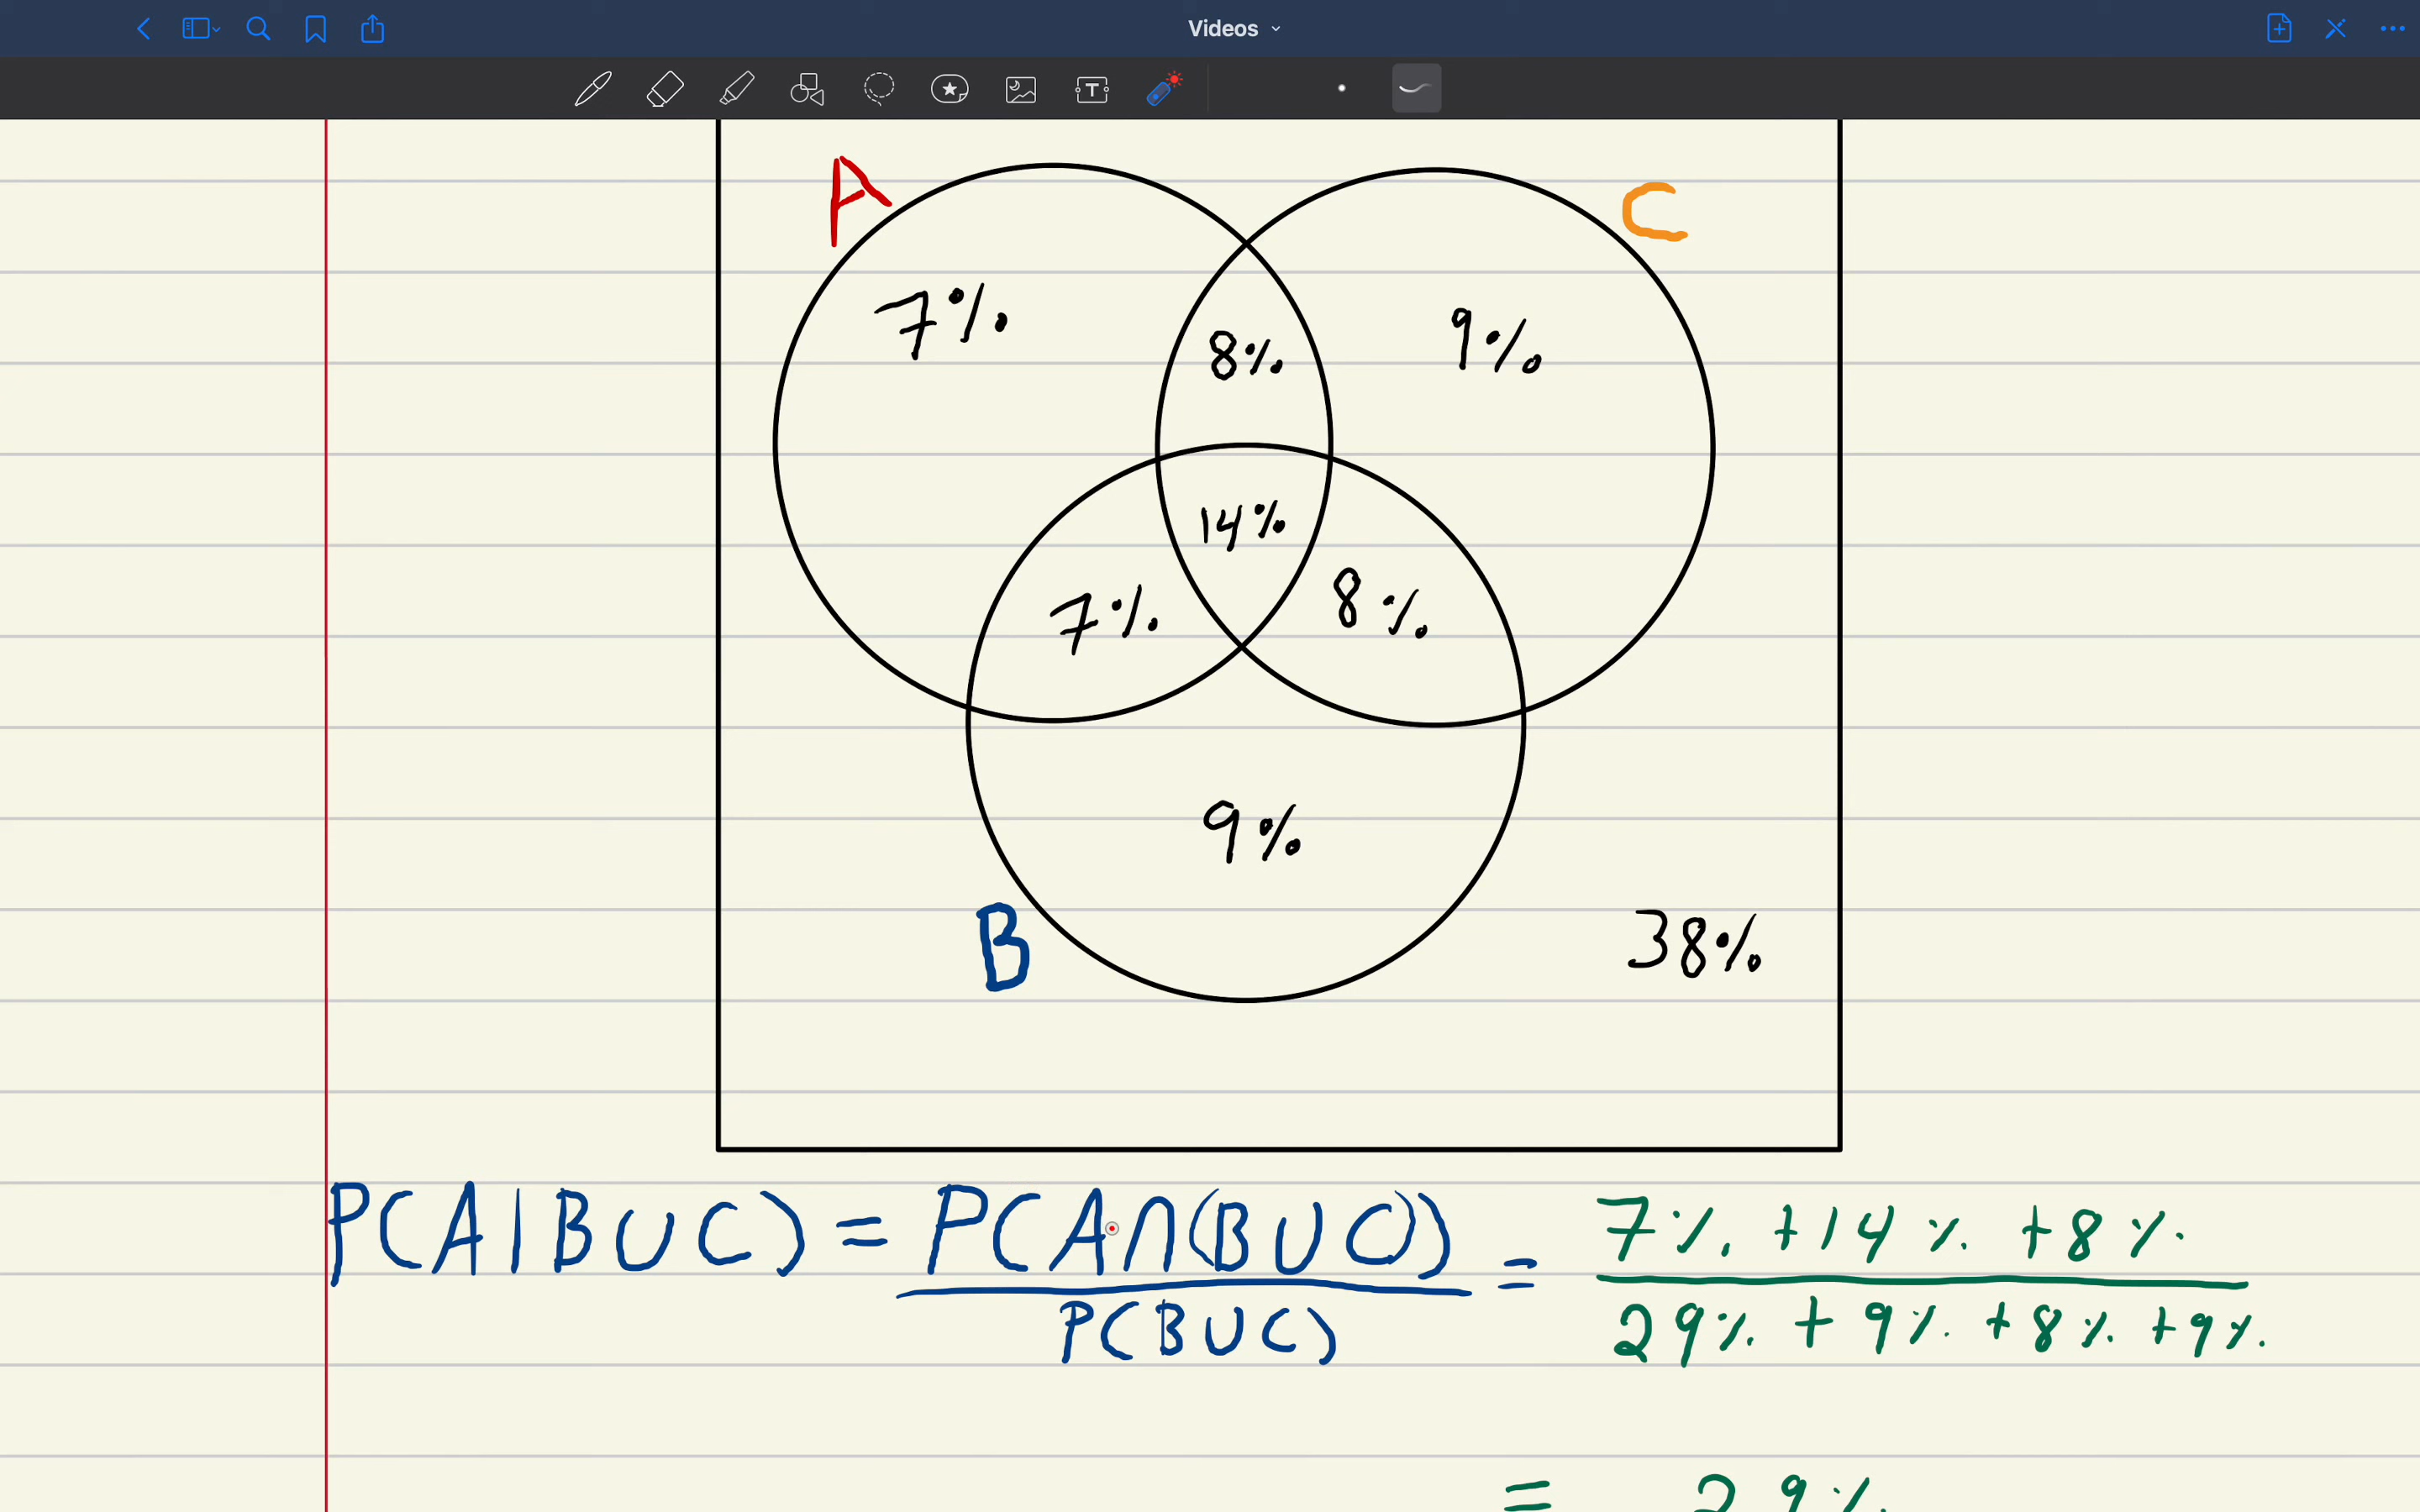 Videos
A
C
7%
8%
9%
14%
7%
8%
9%
B
38%
P(A|B∪C) = P(A∩(B∪C)) = 7% + 14% + 8%
P(B∪C) 29% + 9% + 8% + 9%
= 29%